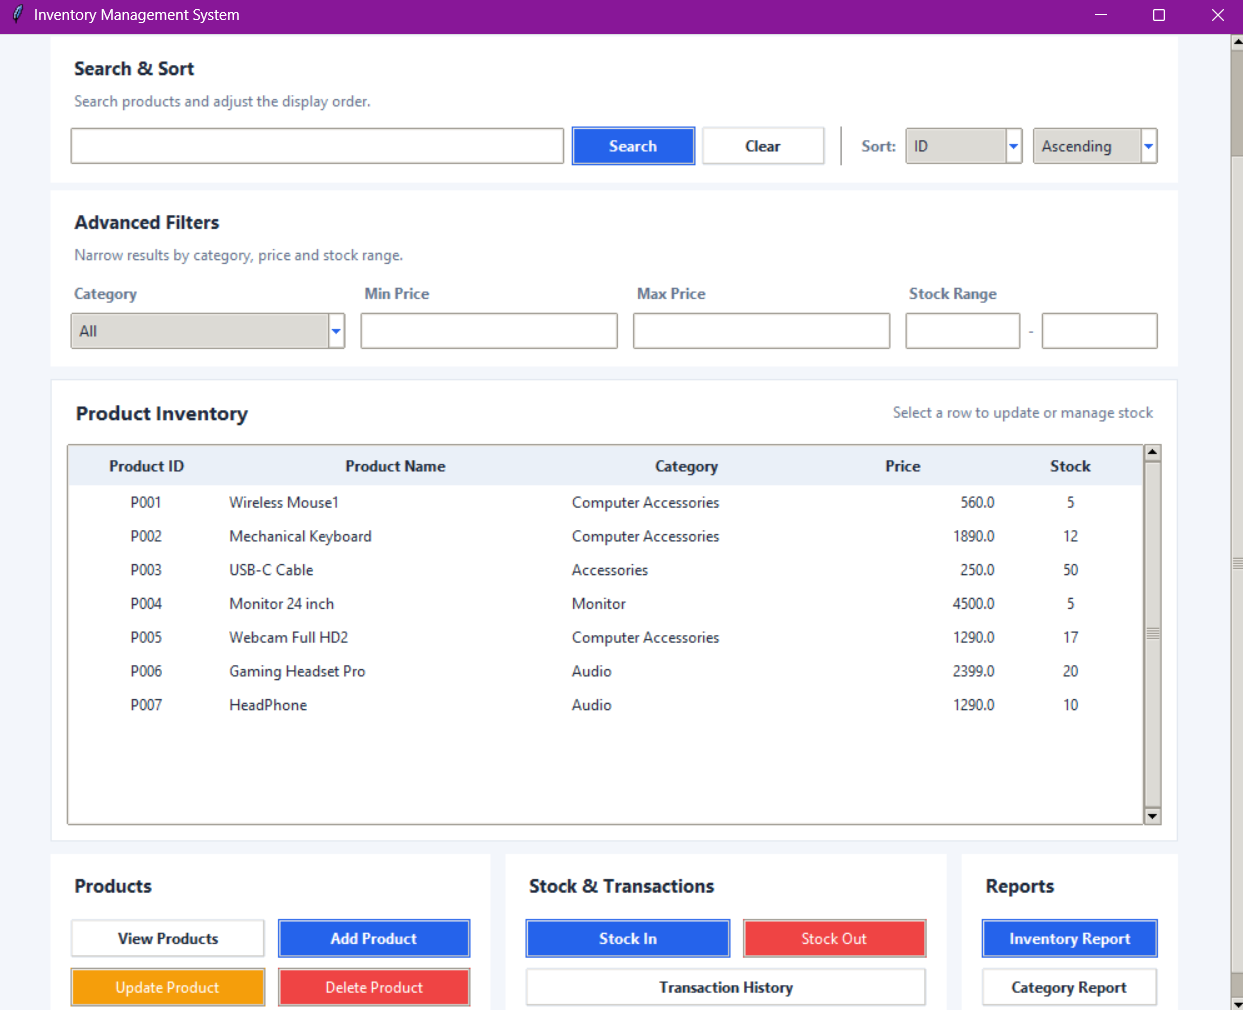 Inventory Management System
Search & Sort
Search products and adjust the display order.
Search Clear Sort: ID Ascending
Advanced Filters
Narrow results by category, price and stock range.
Category Min Price Max Price Stock Range
All -
Product Inventory Select a row to update or manage stock
Product ID Product Name Category Price Stock
P001 Wireless Mouse1 Computer Accessories 560.0 5
P002 Mechanical Keyboard Computer Accessories 1890.0 12
P003 USB-C Cable Accessories 250.0 50
P004 Monitor 24 inch Monitor 4500.0 5
P005 Webcam Full HD2 Computer Accessories 1290.0 17
P006 Gaming Headset Pro Audio 2399.0 20
P007 HeadPhone Audio 1290.0 10
Products Stock & Transactions Reports
View Products Add Product Stock In Stock Out Inventory Report
Update Product Delete Product Transaction History Category Report